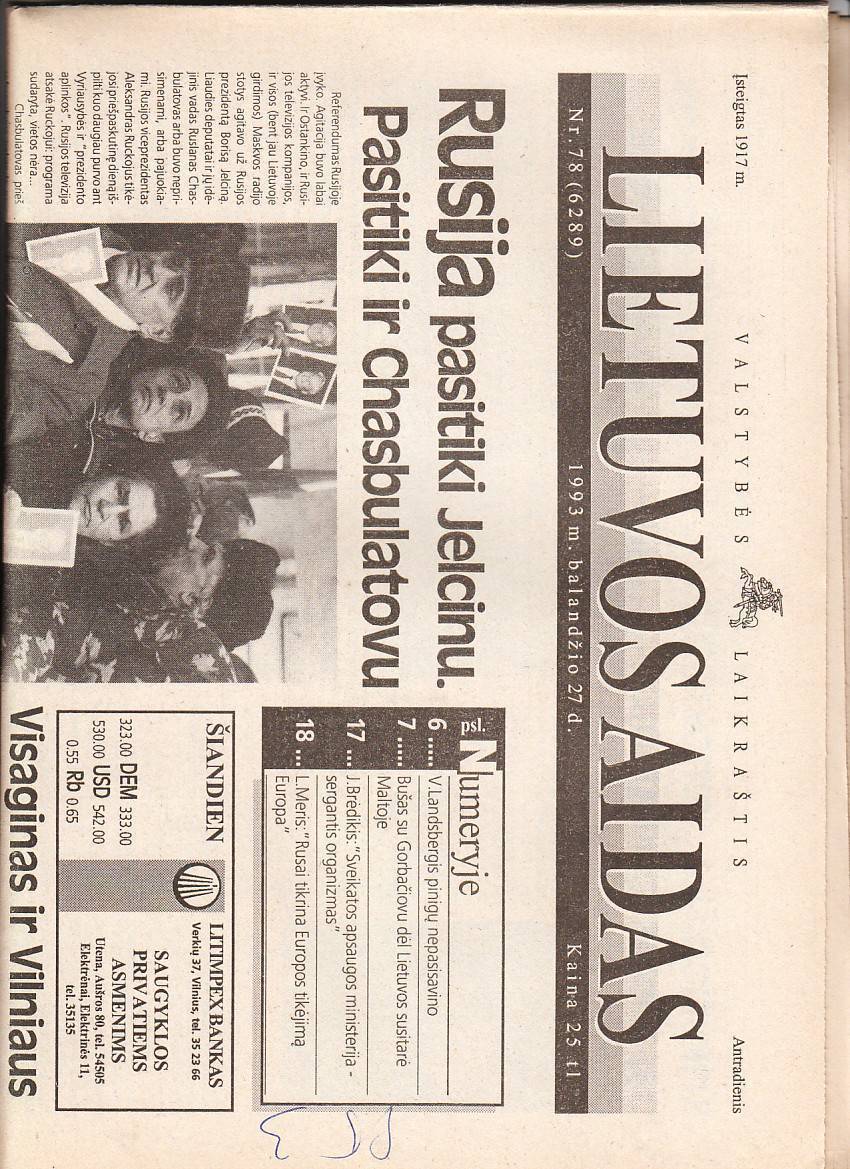 Įsteigtas 1917 m.
VALSTYBĖS LAIKRAŠTIS
Antradienis
LIETUVOS AIDAS
Nr. 78 (6289)
1993 m. balandžio 27 d.
Kaina 25 tl
Rusija pasitiki Jelcinu.
Pasitiki ir Chasbulatovu
Referendumas Rusijoje
įvyko. Agitacija buvo labai
aktyvi. Ir Ostankino, ir Rusi-
jos televizijos kompanijos,
ir visos (bent jau Lietuvoje
girdimos) Maskvos radijo
stotys agitavo už Rusijos
prezidentą Borisą Jelciną.
Liaudies deputatai ir jų idė-
jinis vadas Ruslanas Chas-
bulatovas arba buvo nepri-
simenami, arba pajuokia-
mi. Rusijos viceprezidentas
Aleksandras Ruckojus tikė-
josi priešpaskutinę dieną iš-
pilti kuo daugiau purvo ant
Vyriausybės ir "prezidento
aplinkos". Rusijos televizija
atsakė Ruckojui: programa
sudaryta, vietos nėra...
Chasbulatovas prieš
psl. Numeryje
6 ..... V.Landsbergis pinigų nepasisavino
7 ..... Bušas su Gorbačiovu dėl Lietuvos susitarė
Maltoje
17 ... J.Brėdikis:"Sveikatos apsaugos ministerija -
sergantis organizmas"
18 ... L.Meris:"Rusai tikrina Europos tikėjimą
Europa"
ŠIANDIEN
323.00 DEM 333.00
530.00 USD 542.00
0.55 Rb 0.65
LITIMPEX BANKAS
Verkių 37, Vilnius, tel. 35 23 66
SAUGYKLOS
PRIVATIEMS
ASMENIMS
Utena, Aušros 80, tel. 54505
Elektrėnai, Elektrinės 11,
tel. 35135
Visaginas ir Vilniaus